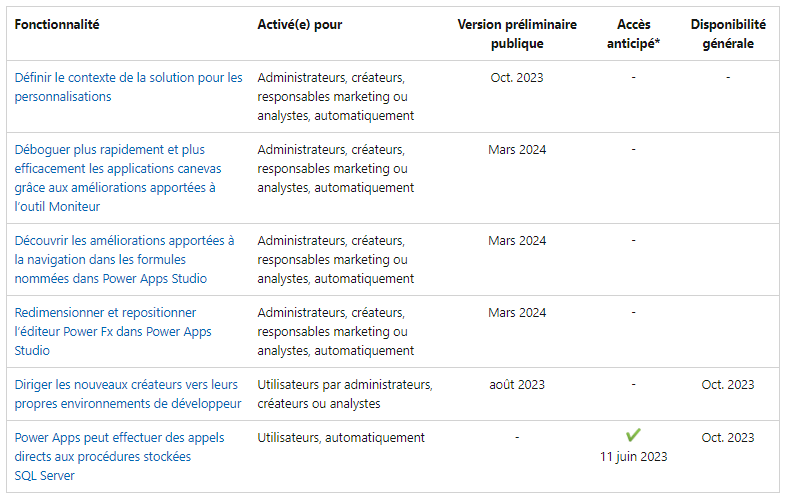 Fonctionnalité
Activé(e) pour
Version préliminaire
publique
Accès
anticipé*
Disponibilité
générale
Définir le contexte de la solution pour les
personnalisations
Administrateurs, créateurs,
responsables marketing ou
analystes, automatiquement
Oct. 2023
-
-
Déboguer plus rapidement et plus
efficacement les applications canevas
grâce aux améliorations apportées à
l’outil Moniteur
Administrateurs, créateurs,
responsables marketing ou
analystes, automatiquement
Mars 2024
-
Découvrir les améliorations apportées à
la navigation dans les formules
nommées dans Power Apps Studio
Administrateurs, créateurs,
responsables marketing ou
analystes, automatiquement
Mars 2024
-
Redimensionner et repositionner
l’éditeur Power Fx dans Power Apps
Studio
Administrateurs, créateurs,
responsables marketing ou
analystes, automatiquement
Mars 2024
-
Diriger les nouveaux créateurs vers leurs
propres environnements de développeur
Utilisateurs par administrateurs,
créateurs ou analystes
août 2023
-
Oct. 2023
Power Apps peut effectuer des appels
directs aux procédures stockées
SQL Server
Utilisateurs, automatiquement
-
11 juin 2023
Oct. 2023